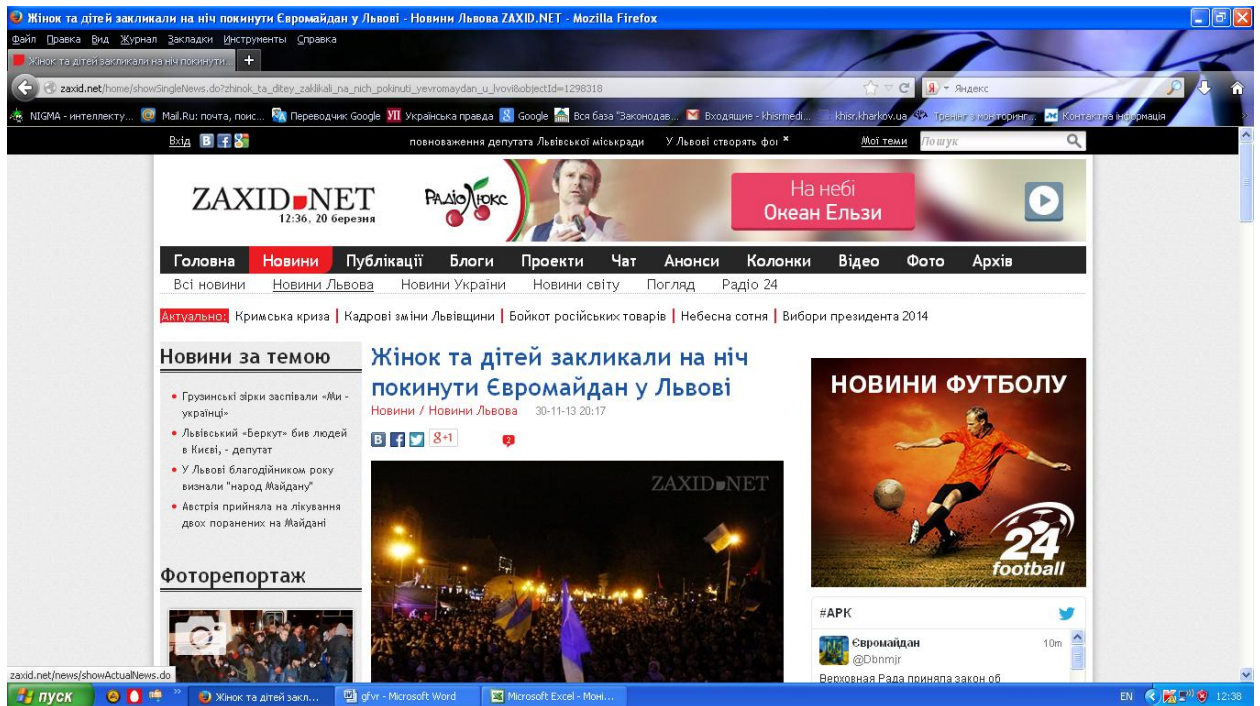 Жінок та дітей закликали на ніч покинути Євромайдан у Львові - Новини Львова ZAXID.NET - Mozilla Firefox
Файл Правка Вид Журнал Закладки Инструменты Справка
Жінок та дітей закликали на ніч покинути... +
zaxid.net/home/showSingleNews.do?zhinok_ta_ditey_zaklikali_na_nich_pokinuti_yevromaydan_u_lvovi&objectId=1298318
Яндекс
NIGMA - интеллекту... Mail.Ru: почта, поис... Переводчик Google УП Українська правда Google Вся база "Законодав... Входящие - khisrmedi... khisr.kharkov.ua Тренінг з моніторинг... Контактна інформація
Вхід повноваження депутата Львівської міськради У Львові створять фон × Мої теми Пошук
ZAXID NET
12:36, 20 березня
Радіо Люкс
На небі
Океан Ельзи
Головна Новини Публікації Блоги Проекти Чат Анонси Колонки Відео Фото Архів
Всі новини Новини Львова Новини України Новини світу Погляд Радіо 24
Актуально: Кримська криза | Кадрові зміни Львівщини | Бойкот російських товарів | Небесна сотня | Вибори президента 2014
Новини за темою
Грузинські зірки заспівали «Ми -
українці»
Львівський «Беркут» бив людей
в Києві, - депутат
У Львові благодійником року
визнали "народ Майдану"
Австрія прийняла на лікування
двох поранених на Майдані
Фоторепортаж
Жінок та дітей закликали на ніч
покинути Євромайдан у Львові
Новини / Новини Львова 30-11-13 20:17
B f g+1 2
ZAXID NET
НОВИНИ ФУТБОЛУ
24
football
#АРК
Євромайдан 10m
@Dbnmjr
Верховная Рада приняла закон об
zaxid.net/news/showActualNews.do
пуск Жінок та дітей закл... gfvr - Microsoft Word Microsoft Excel - Моні... EN 12:38